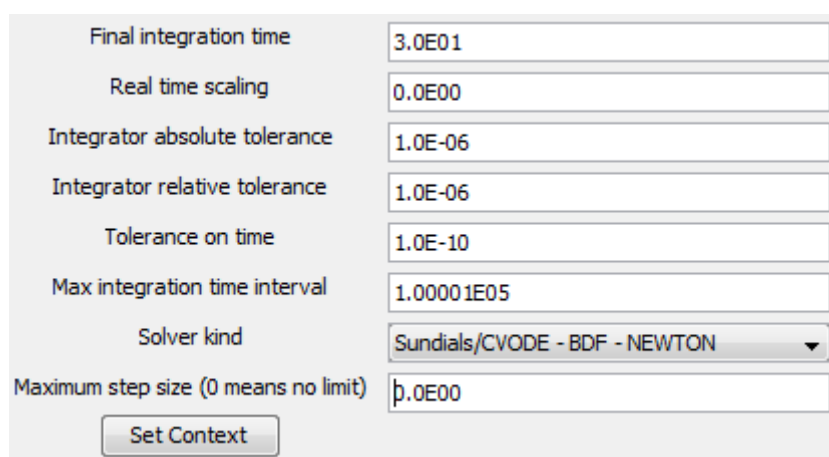 Final integration time 3.0E01
Real time scaling 0.0E00
Integrator absolute tolerance 1.0E-06
Integrator relative tolerance 1.0E-06
Tolerance on time 1.0E-10
Max integration time interval 1.00001E05
Solver kind Sundials/CVODE - BDF - NEWTON
Maximum step size (0 means no limit) 0.0E00
Set Context